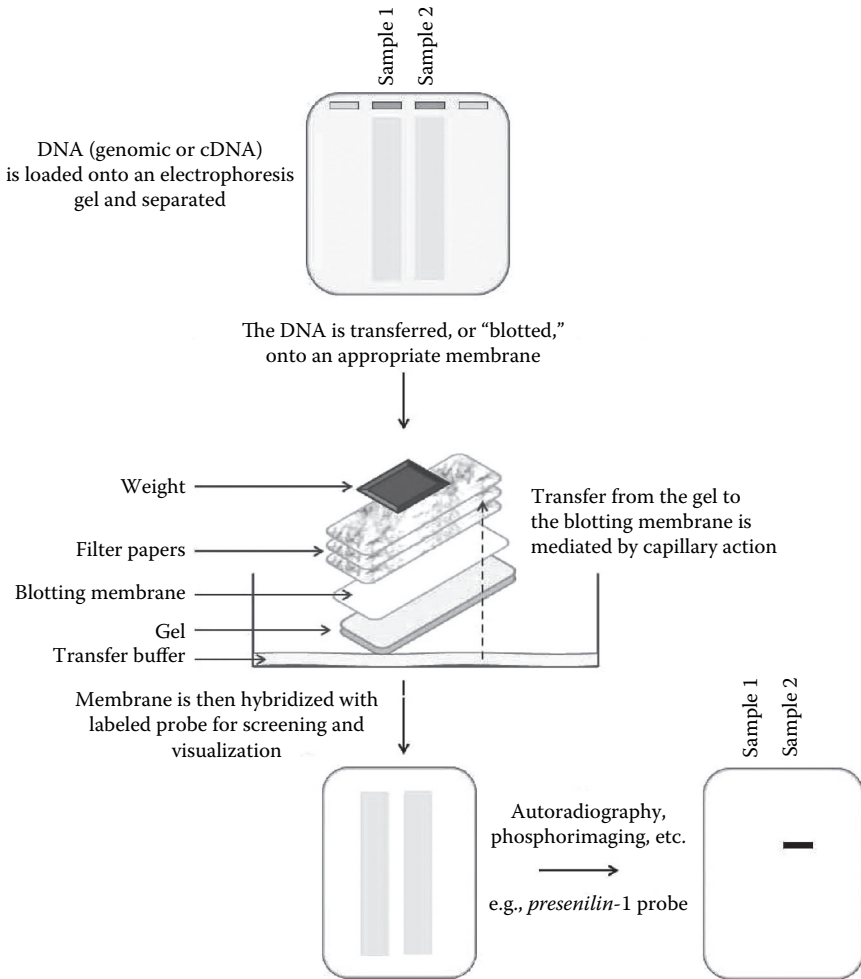 Sample 1
Sample 2
DNA (genomic or cDNA)
is loaded onto an electrophoresis
gel and separated
The DNA is transferred, or “blotted,”
onto an appropriate membrane
Weight
Filter papers
Blotting membrane
Gel
Transfer buffer
Transfer from the gel to
the blotting membrane is
mediated by capillary action
Membrane is then hybridized with
labeled probe for screening and
visualization
Sample 1
Sample 2
Autoradiography,
phosphorimaging, etc.
e.g., presenilin-1 probe